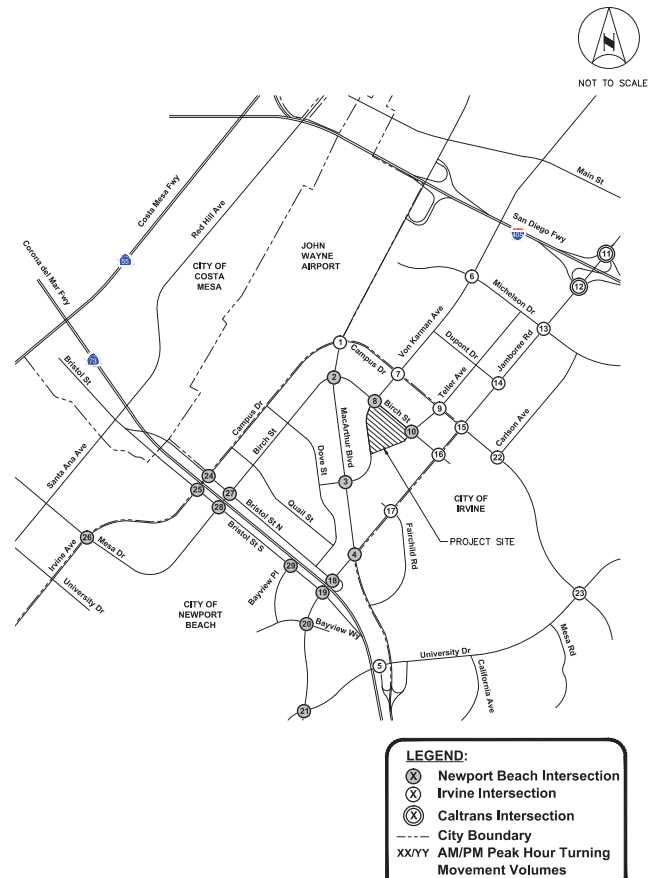 N
NOT TO SCALE
Main St
Costa Mesa Fwy
Red Hill Ave
San Diego Fwy
405
JOHN
WAYNE
AIRPORT
Corona del Mar Fwy
55
CITY OF
COSTA
MESA
11
6
12
Michelson Dr
Von Karman Ave
13
73
Bristol St
1
Campus Dr
Dupont Dr
Jamboree Rd
7
Teller Ave
2
14
8
Birch St
9
Campus Dr
Birch St
MacArthur Blvd
10
15
Carlson Ave
Santa Ana Ave
Dove St
16
22
24
25
27
3
28
Quail St
Bristol St N
17
CITY OF
IRVINE
Fairchild Rd
PROJECT SITE
26
Mesa Dr
Irvine Ave
Bristol St S
4
29
University Dr
Bayview Pl
18
19
23
CITY OF
NEWPORT
BEACH
20
Bayview Wy
University Dr
Mesa Rd
5
California Ave
21
LEGEND:
X Newport Beach Intersection
X Irvine Intersection
X Caltrans Intersection
City Boundary
XX/YY AM/PM Peak Hour Turning
Movement Volumes